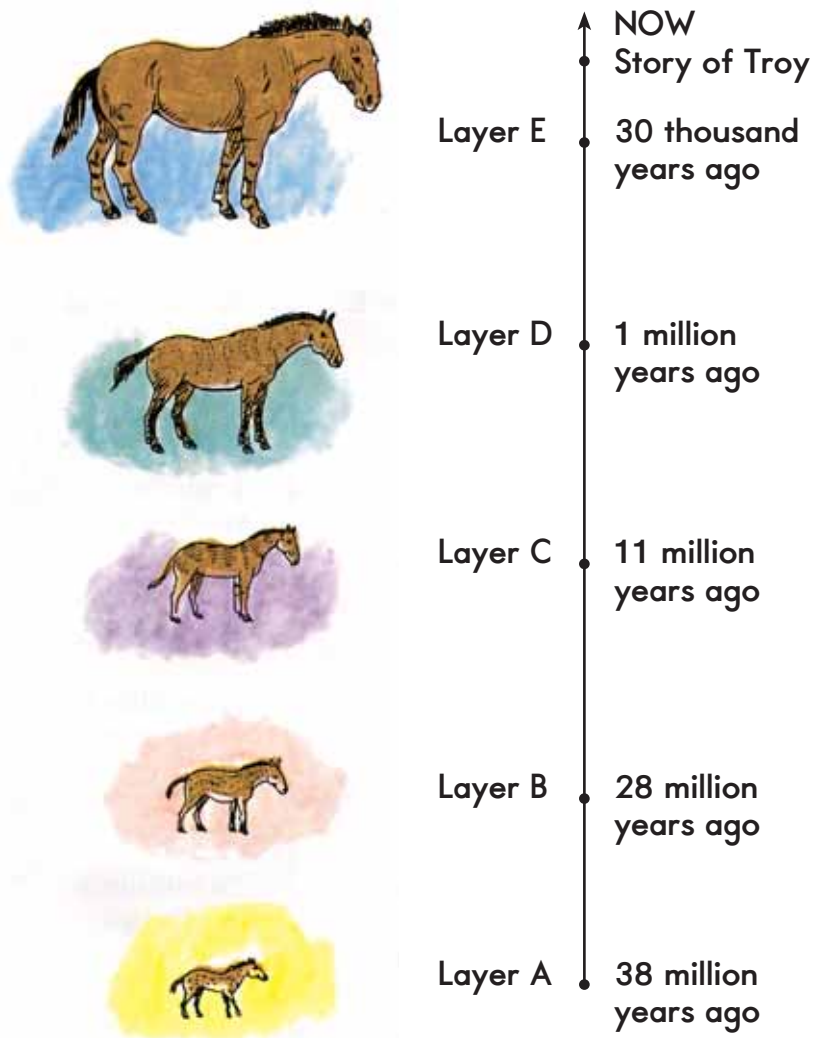 NOW
Story of Troy
Layer E
30 thousand
years ago
Layer D
1 million
years ago
Layer C
11 million
years ago
Layer B
28 million
years ago
Layer A
38 million
years ago